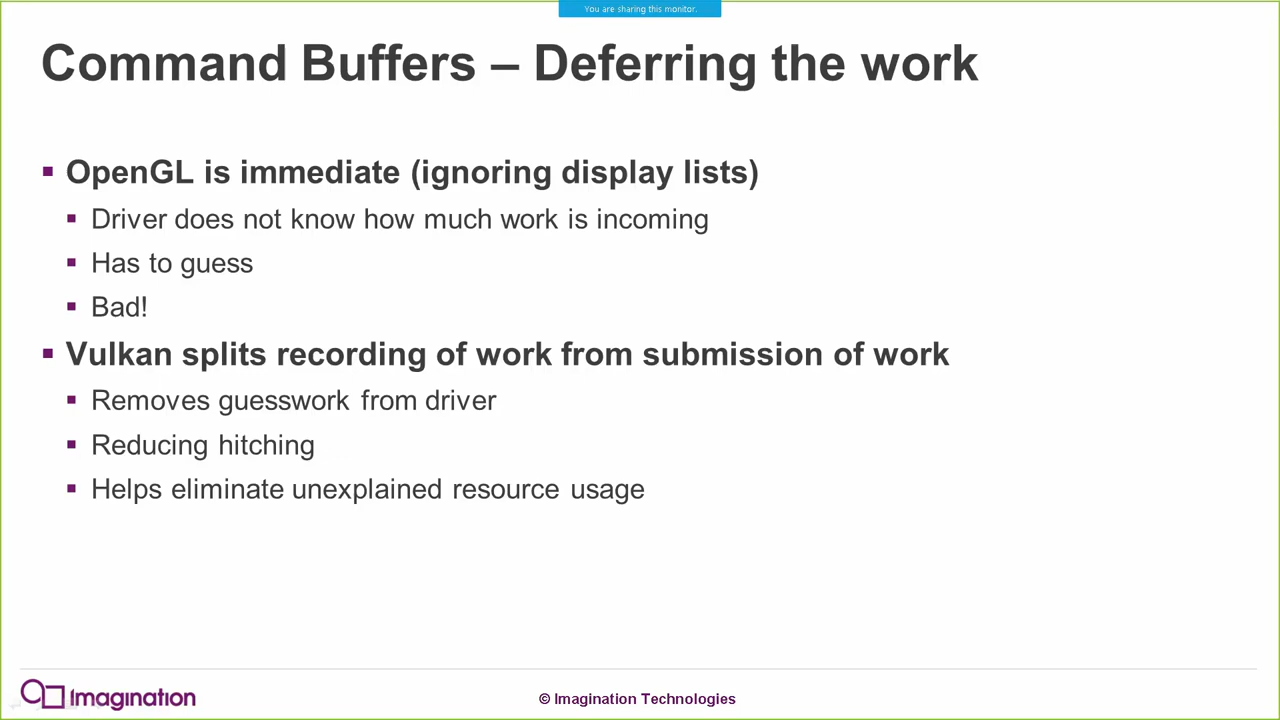 You are sharing this monitor.
Command Buffers – Deferring the work
OpenGL is immediate (ignoring display lists)
Driver does not know how much work is incoming
Has to guess
Bad!
Vulkan splits recording of work from submission of work
Removes guesswork from driver
Reducing hitching
Helps eliminate unexplained resource usage
Imagination
© Imagination Technologies